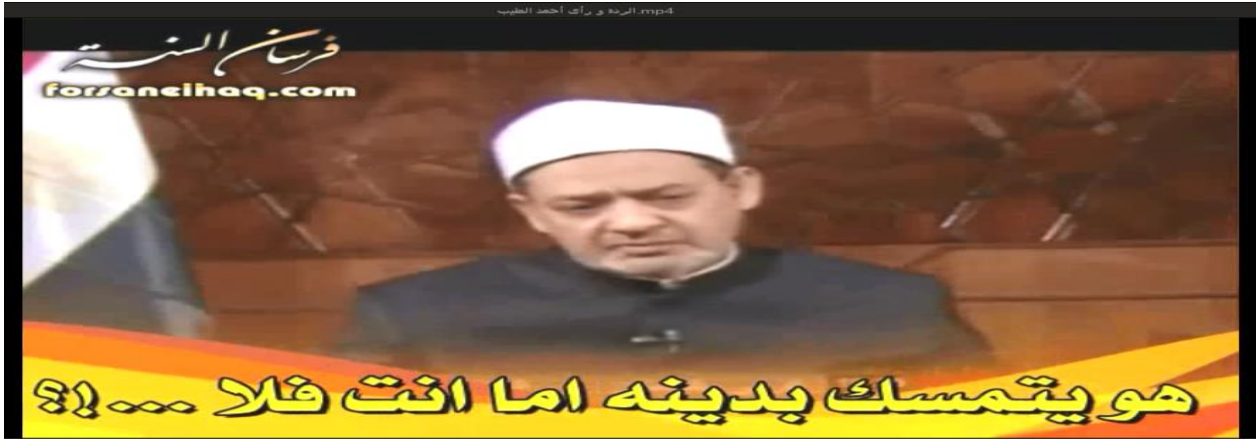 الردة و رأى أحمد الطيب.mp4
فرسان السنة
forsanelhaq.com
هو يتمسك بدينه اما انت فلا ...!؟